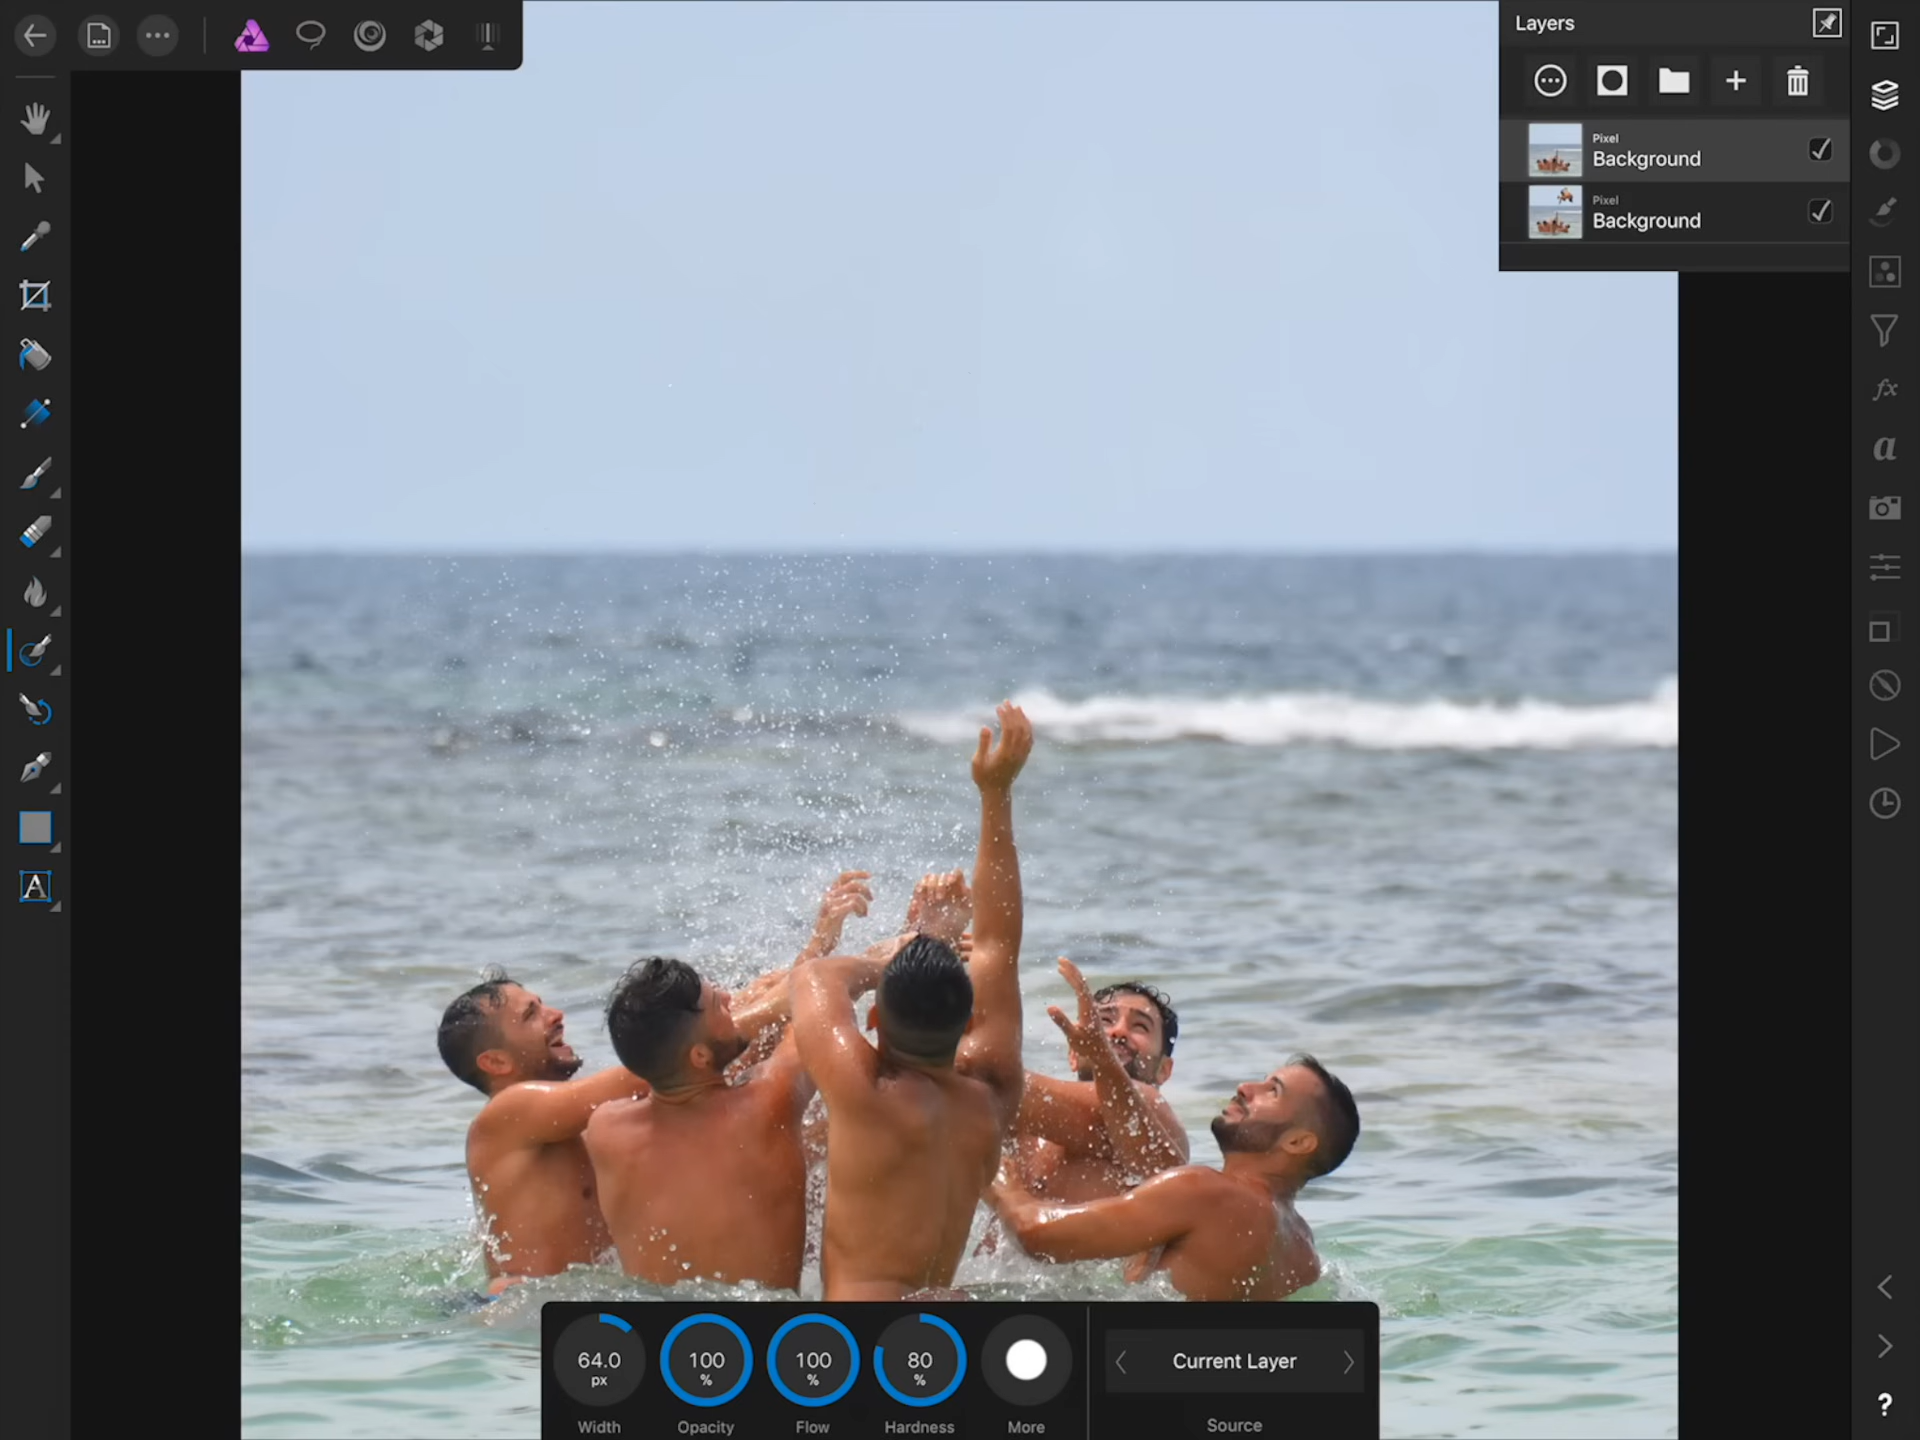 Layers
Pixel
Background
Pixel
Background
fx
a
A
64.0
px
Width
100
%
Opacity
100
%
Flow
80
%
Hardness
More
Current Layer
Source
?